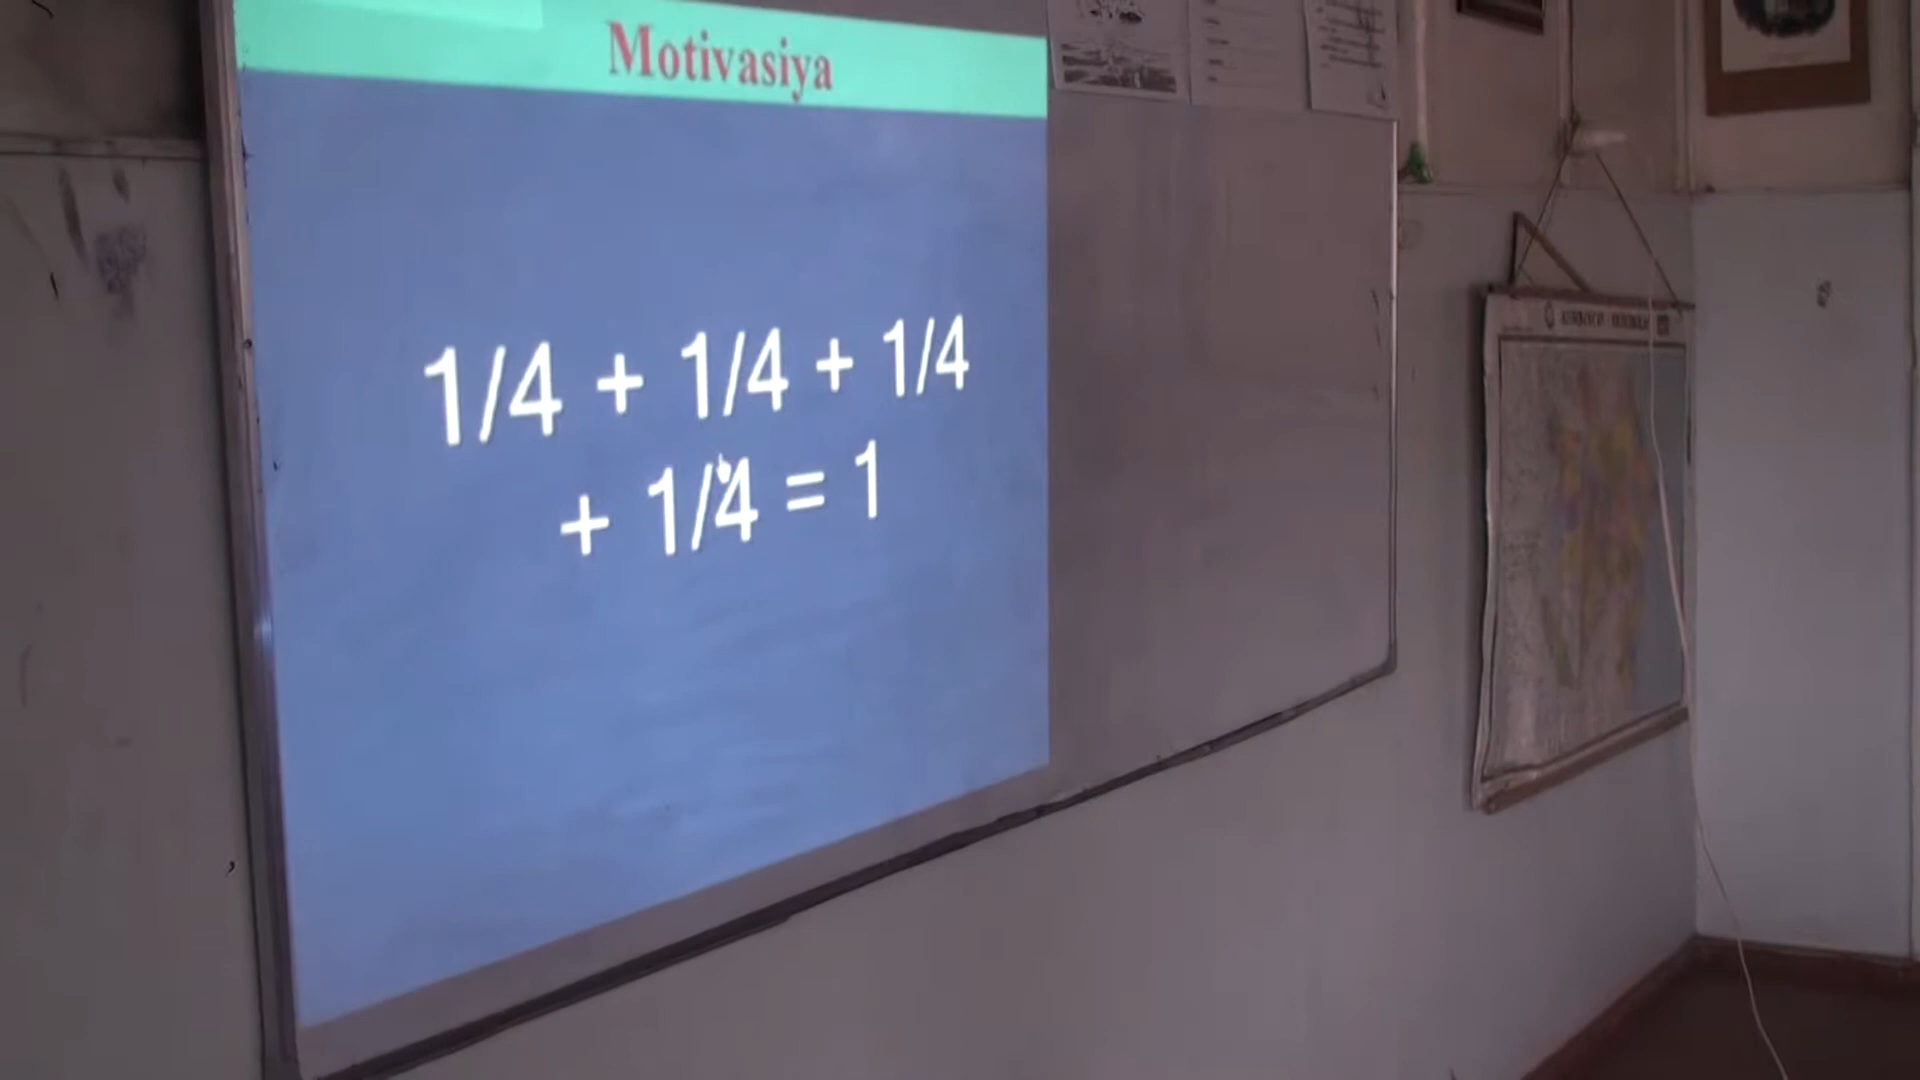 Motivasiya
1/4 + 1/4 + 1/4
+ 1/4 = 1